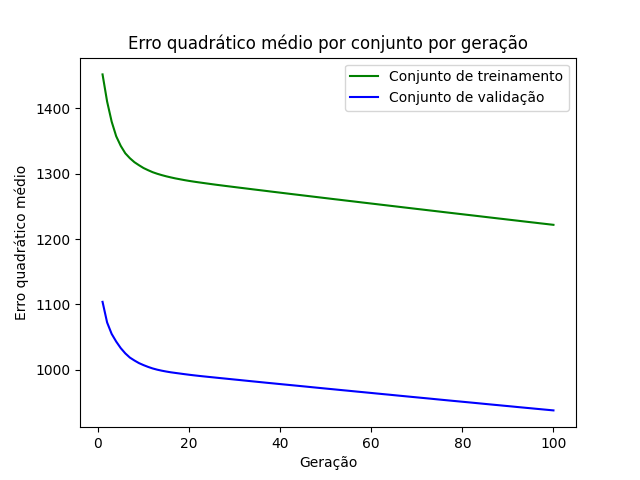 Erro quadrático médio por conjunto por geração
Conjunto de treinamento
Conjunto de validação
1400
1300
1200
1100
1000
Erro quadrático médio
0 20 40 60 80 100
Geração